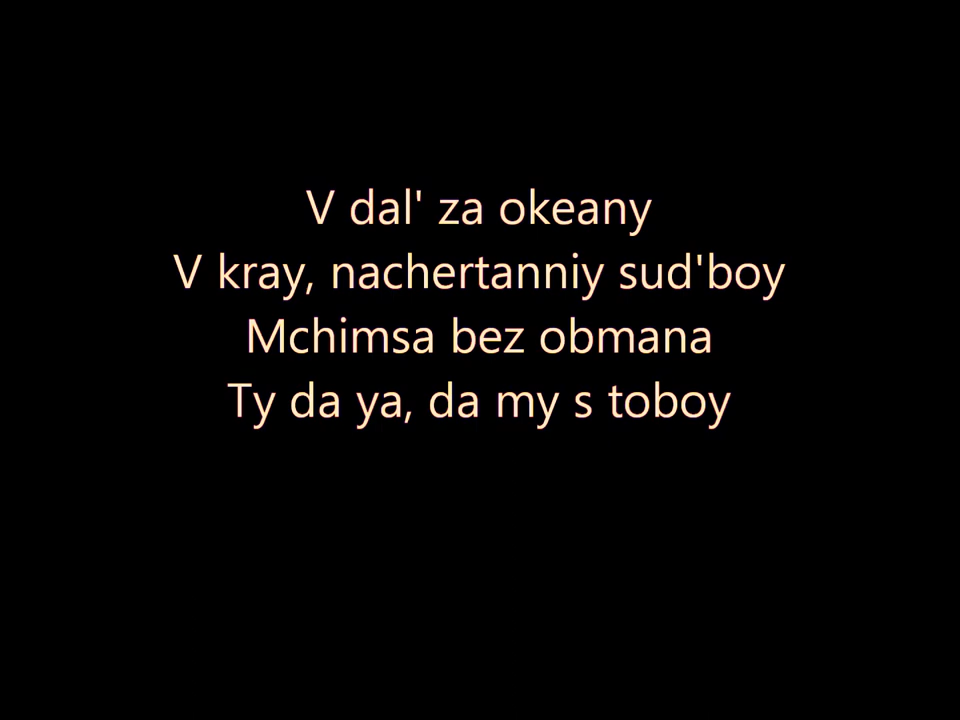 V dal' za okeany
V kray, nachertanniy sud'boy
Mchimsa bez obmana
Ty da ya, da my s toboy